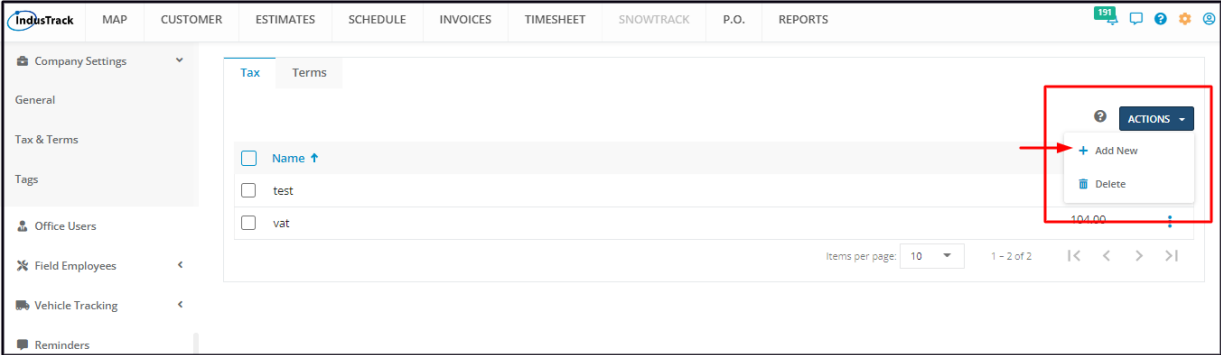 IndusTrack MAP CUSTOMER ESTIMATES SCHEDULE INVOICES TIMESHEET SNOWTRACK P.O. REPORTS 191
Company Settings
General
Tax & Terms
Tags
Office Users
Field Employees
Vehicle Tracking
Reminders
Tax Terms
ACTIONS
Add New
Delete
Name
test
vat 104.00
Items per page: 10 1 – 2 of 2